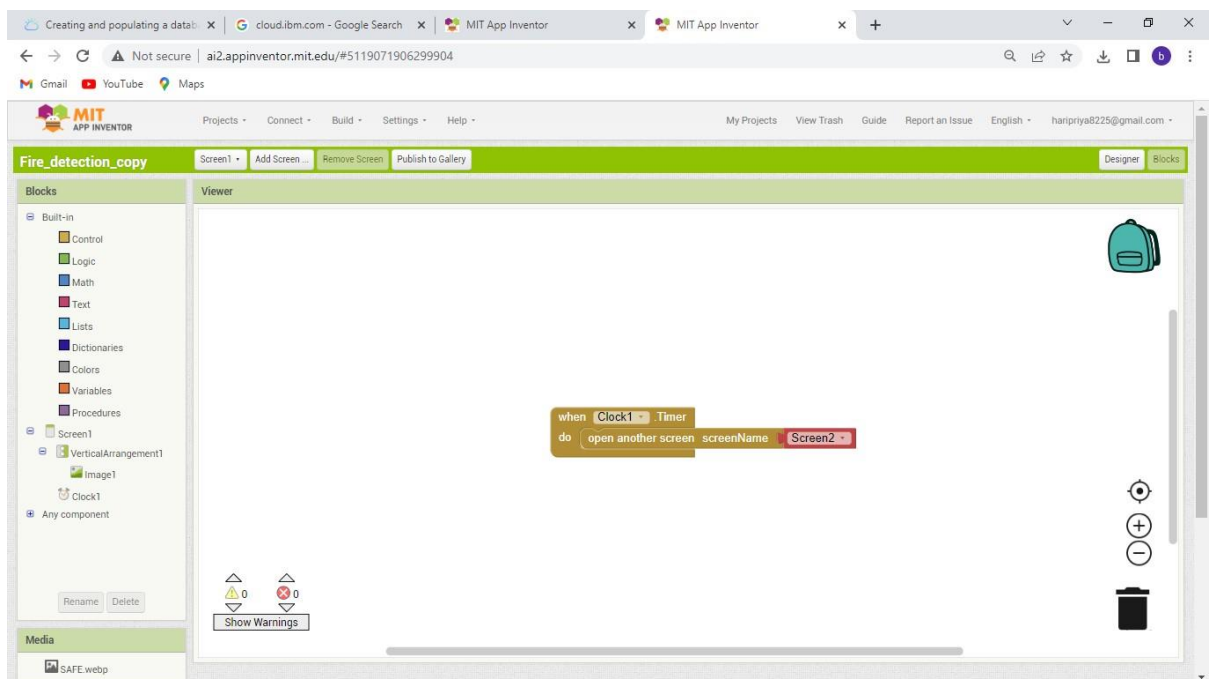 Creating and populating a datab
cloud.ibm.com - Google Search
MIT App Inventor
MIT App Inventor
Not secure | ai2.appinventor.mit.edu/#5119071906299904
b
Gmail YouTube Maps
MIT
APP INVENTOR
Projects Connect Build Settings Help My Projects View Trash Guide Report an Issue English haripriya8225@gmail.com
Fire_detection_copy Screen1 Add Screen ... Remove Screen Publish to Gallery Designer Blocks
Blocks
Viewer
Built-in
Control
Logic
Math
Text
Lists
Dictionaries
Colors
Variables
Procedures
Screen1
VerticalArrangement1
Image1
Clock1
Any component
Rename Delete
Media
SAFE.webp
when Clock1 .Timer
do open another screen screenName Screen2
0 0
Show Warnings